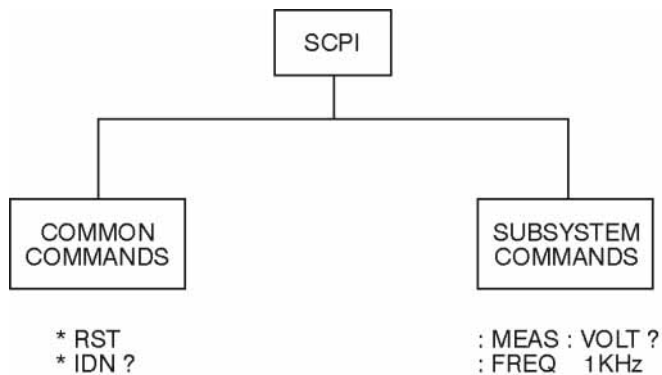 SCPI
COMMON
COMMANDS
SUBSYSTEM
COMMANDS
* RST
* IDN ?
: MEAS : VOLT ?
: FREQ 1KHz